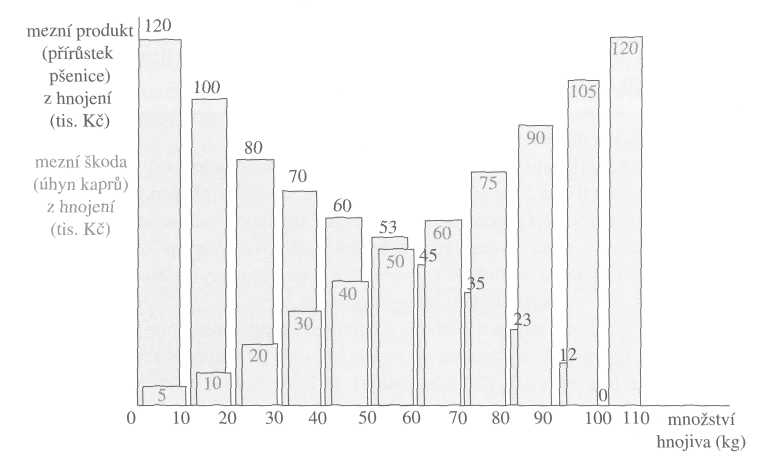 mezní produkt
(přírůstek
pšenice)
z hnojení
(tis. Kč)
mezní škoda
(úhyn kaprů)
z hnojení
(tis. Kč)
120
100
80
70
60
53
45
35
23
12
0
5
10
20
30
40
50
60
75
90
105
120
0 10 20 30 40 50 60 70 80 90 100 110
množství
hnojiva (kg)